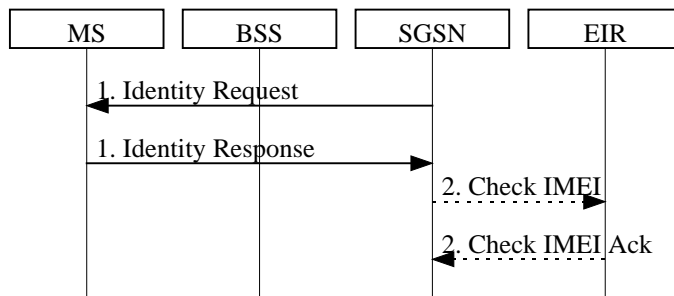 MS BSS SGSN EIR
1. Identity Request
1. Identity Response
2. Check IMEI
2. Check IMEI Ack